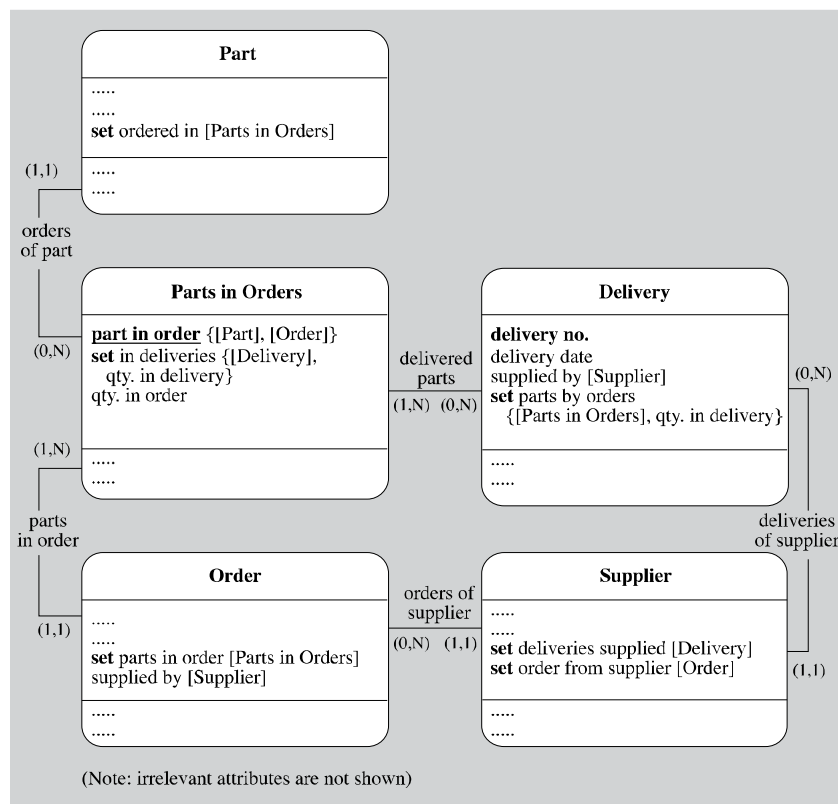 Part
.....
.....
set ordered in [Parts in Orders]
.....
.....
(1,1)
orders
of part
(0,N)
Parts in Orders
part in order {[Part], [Order]}
set in deliveries {[Delivery],
qty. in delivery}
qty. in order
.....
.....
delivered
parts
(1,N) (0,N)
Delivery
delivery no.
delivery date
supplied by [Supplier]
set parts by orders
{[Parts in Orders], qty. in delivery}
.....
.....
(0,N)
deliveries
of supplier
(1,1)
(1,N)
parts
in order
(1,1)
Order
.....
.....
set parts in order [Parts in Orders]
supplied by [Supplier]
.....
.....
orders of
supplier
(0,N) (1,1)
Supplier
.....
.....
set deliveries supplied [Delivery]
set order from supplier [Order]
.....
.....
(Note: irrelevant attributes are not shown)